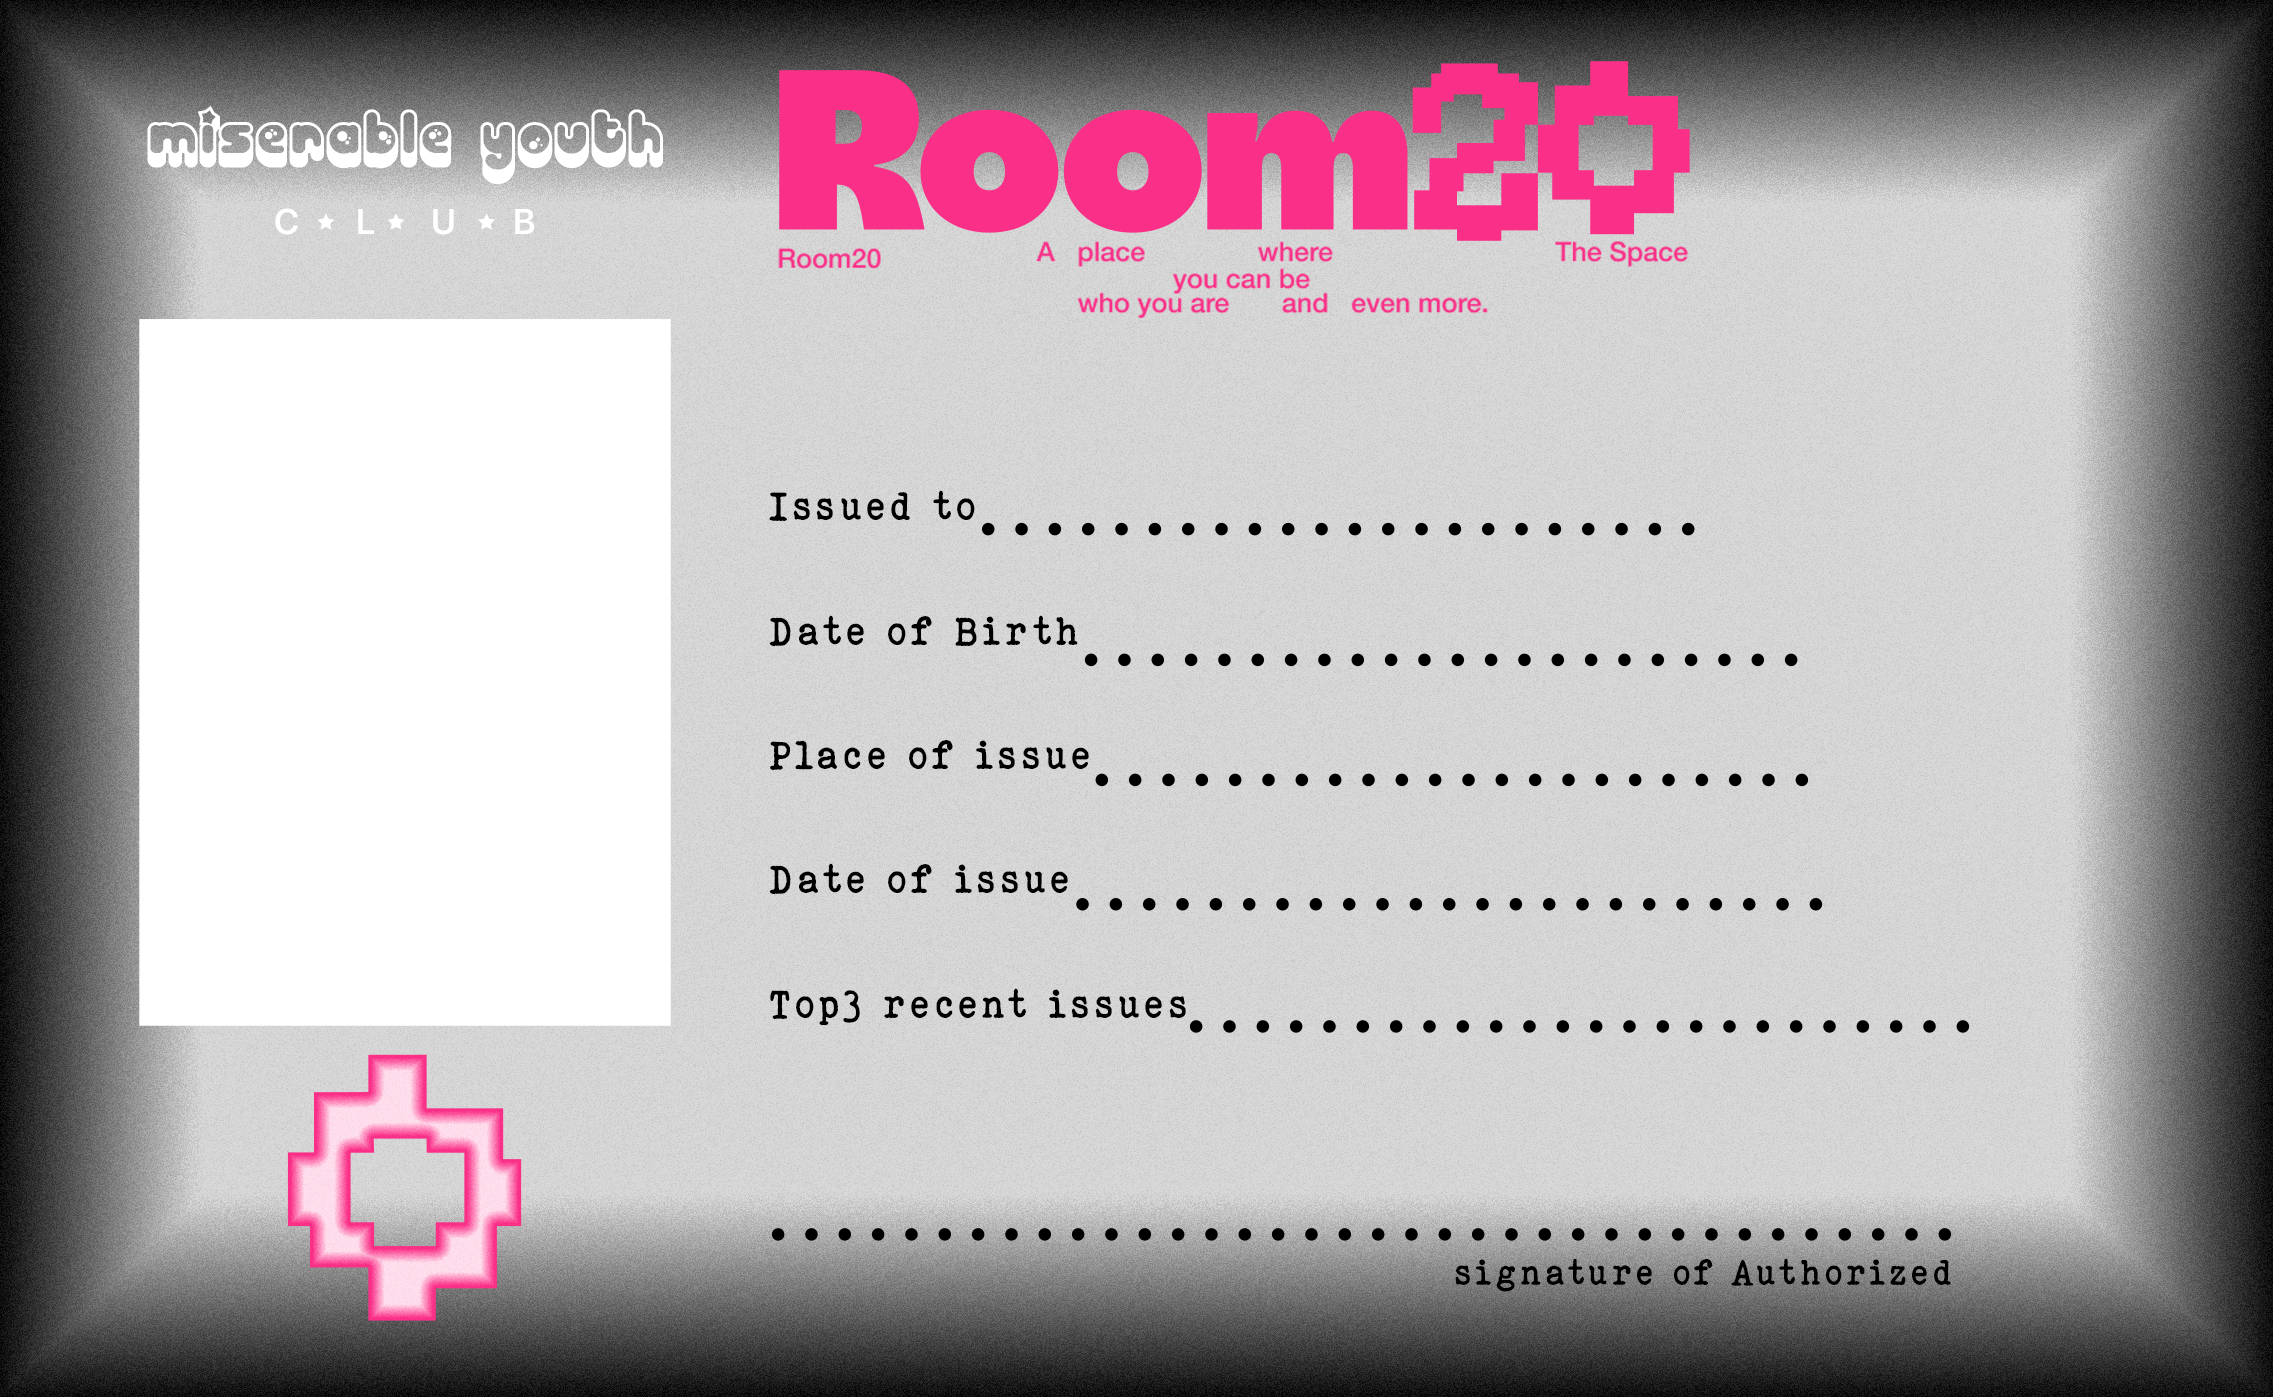 miserable youth
C ★ L ★ U ★ B
Room20
Room20 A place where The Space
you can be
who you are and even more.
Issued to
Date of Birth
Place of issue
Date of issue
Top3 recent issues
signature of Authorized